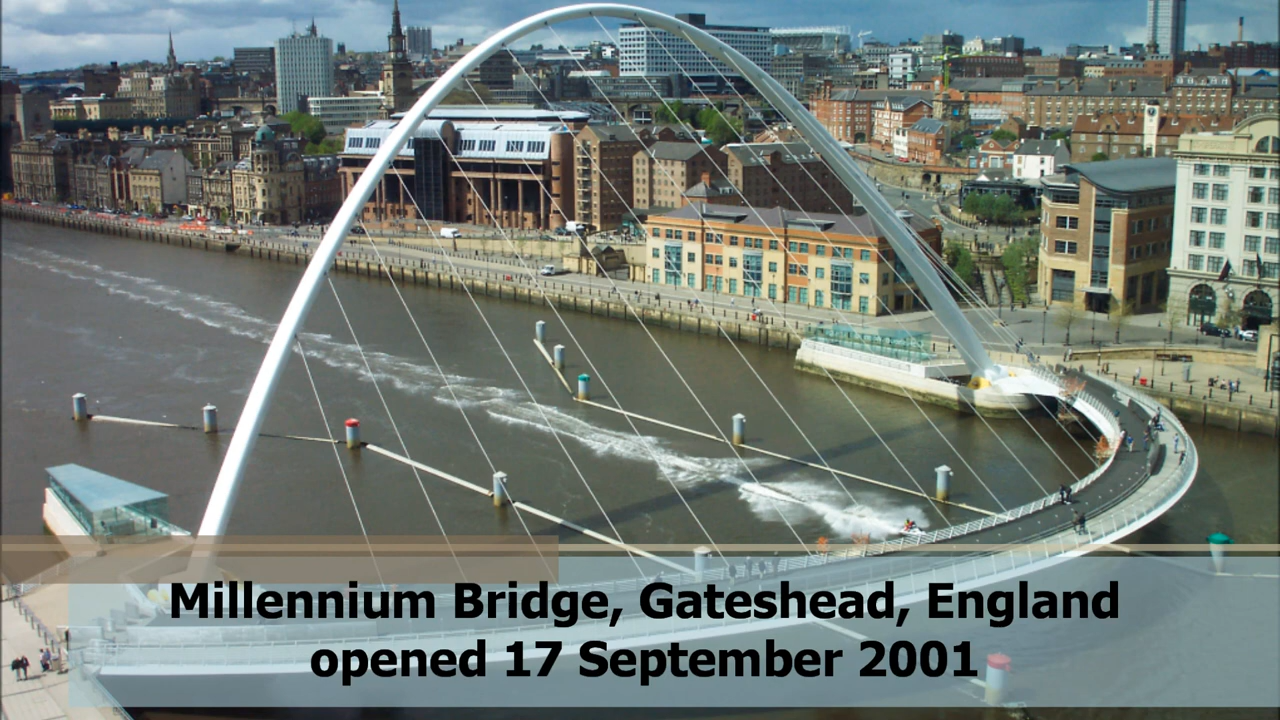 Millennium Bridge, Gateshead, England
opened 17 September 2001